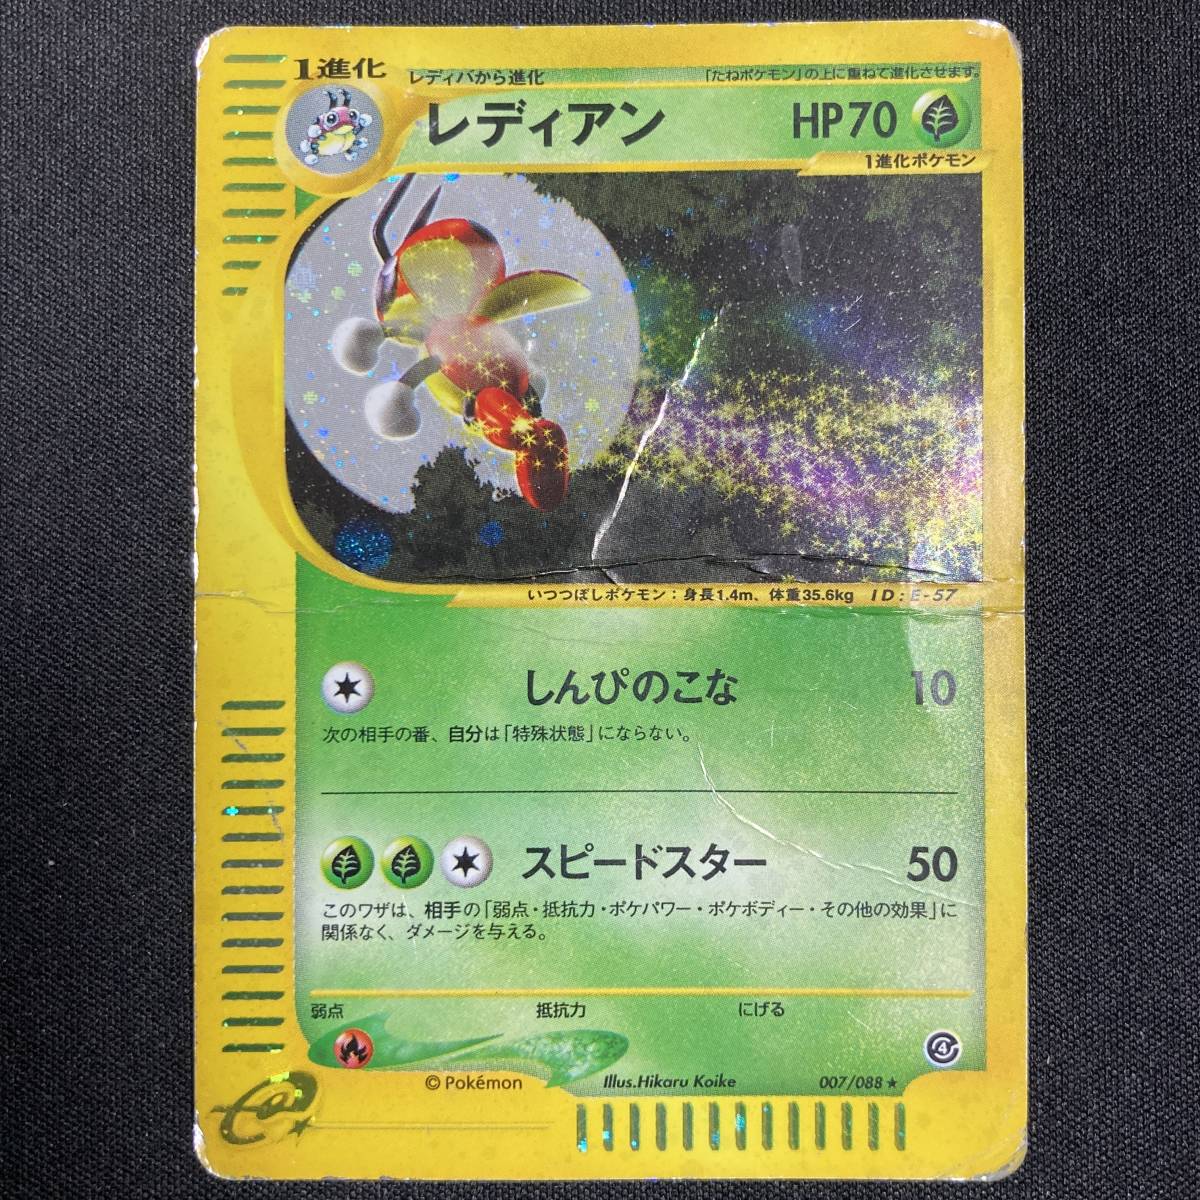 1進化
レディバから進化
「たねポケモン」の上に重ねて進化させます。
レディアン
HP70
1進化ポケモン
いつつぼしポケモン：身長1.4m、体重35.6kg ID：E-57
しんぴのこな 10
次の相手の番、自分は「特殊状態」にならない。
スピードスター 50
このワザは、相手の「弱点・抵抗力・ポケパワー・ポケボディー・その他の効果」に
関係なく、ダメージを与える。
弱点 抵抗力 にげる
4
© Pokémon Illus.Hikaru Koike 007/088 ★
e